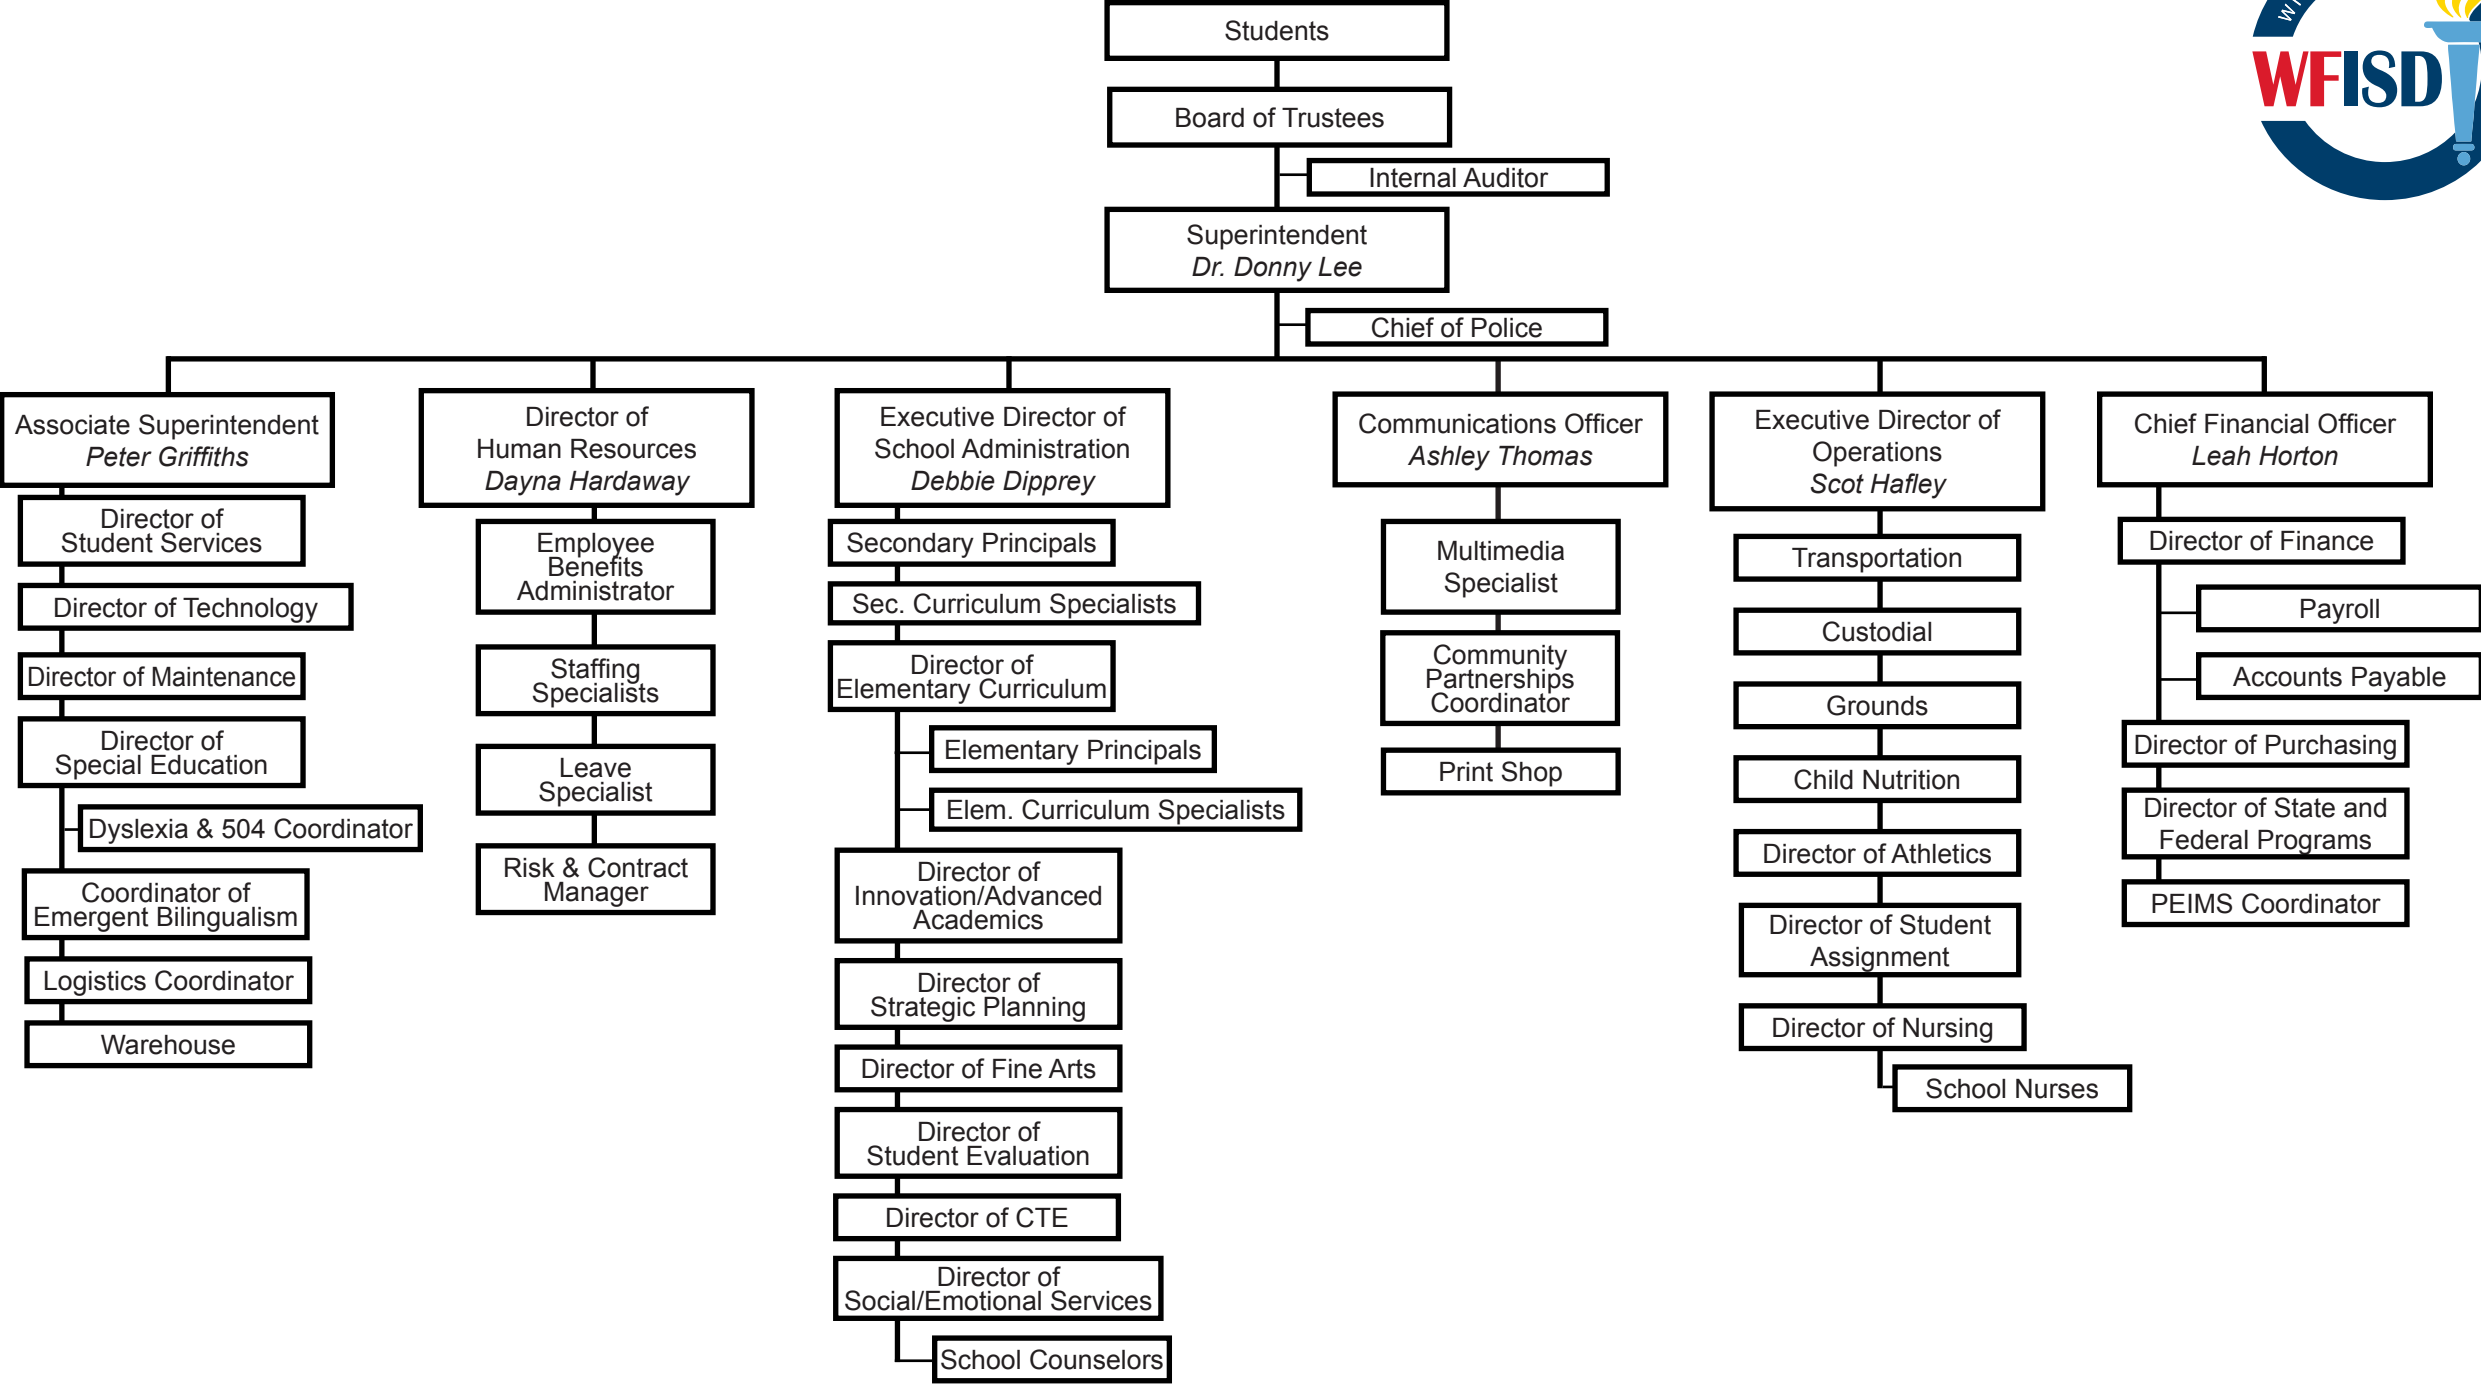 Students
WFISD
Board of Trustees
Internal Auditor
Superintendent
Dr. Donny Lee
Chief of Police
Associate Superintendent
Peter Griffiths
Director of
Student Services
Director of Technology
Director of Maintenance
Director of
Special Education
Dyslexia & 504 Coordinator
Coordinator of
Emergent Bilingualism
Logistics Coordinator
Warehouse
Director of
Human Resources
Dayna Hardaway
Employee
Benefits
Administrator
Staffing
Specialists
Leave
Specialist
Risk & Contract
Manager
Executive Director of
School Administration
Debbie Dipprey
Secondary Principals
Sec. Curriculum Specialists
Director of
Elementary Curriculum
Elementary Principals
Elem. Curriculum Specialists
Director of
Innovation/Advanced
Academics
Director of
Strategic Planning
Director of Fine Arts
Director of
Student Evaluation
Director of CTE
Director of
Social/Emotional Services
School Counselors
Communications Officer
Ashley Thomas
Multimedia
Specialist
Community
Partnerships
Coordinator
Print Shop
Executive Director of
Operations
Scot Hafley
Transportation
Custodial
Grounds
Child Nutrition
Director of Athletics
Director of Student
Assignment
Director of Nursing
School Nurses
Chief Financial Officer
Leah Horton
Director of Finance
Payroll
Accounts Payable
Director of Purchasing
Director of State and
Federal Programs
PEIMS Coordinator